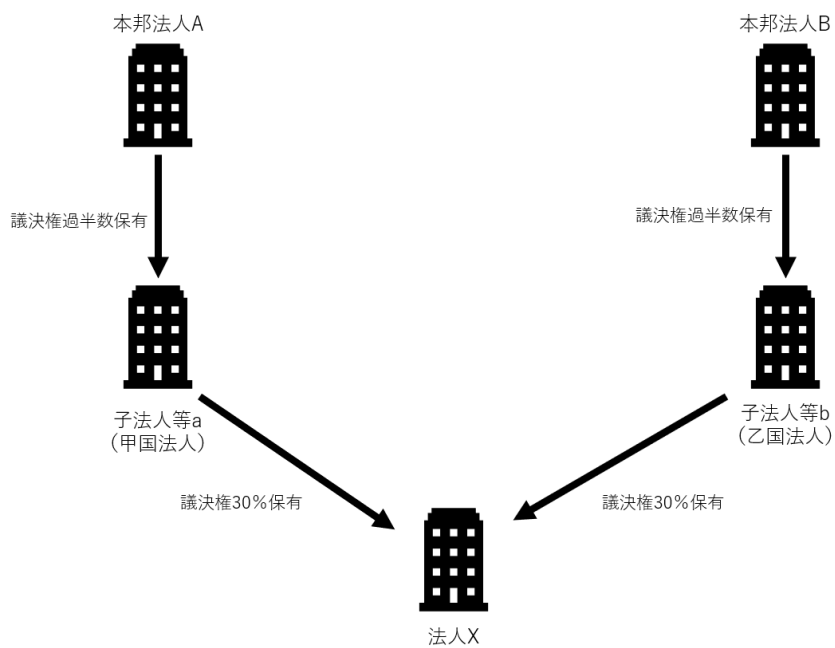 本邦法人A
本邦法人B
議決権過半数保有
議決権過半数保有
子法人等a
（甲国法人）
子法人等b
（乙国法人）
議決権30％保有
議決権30％保有
法人X